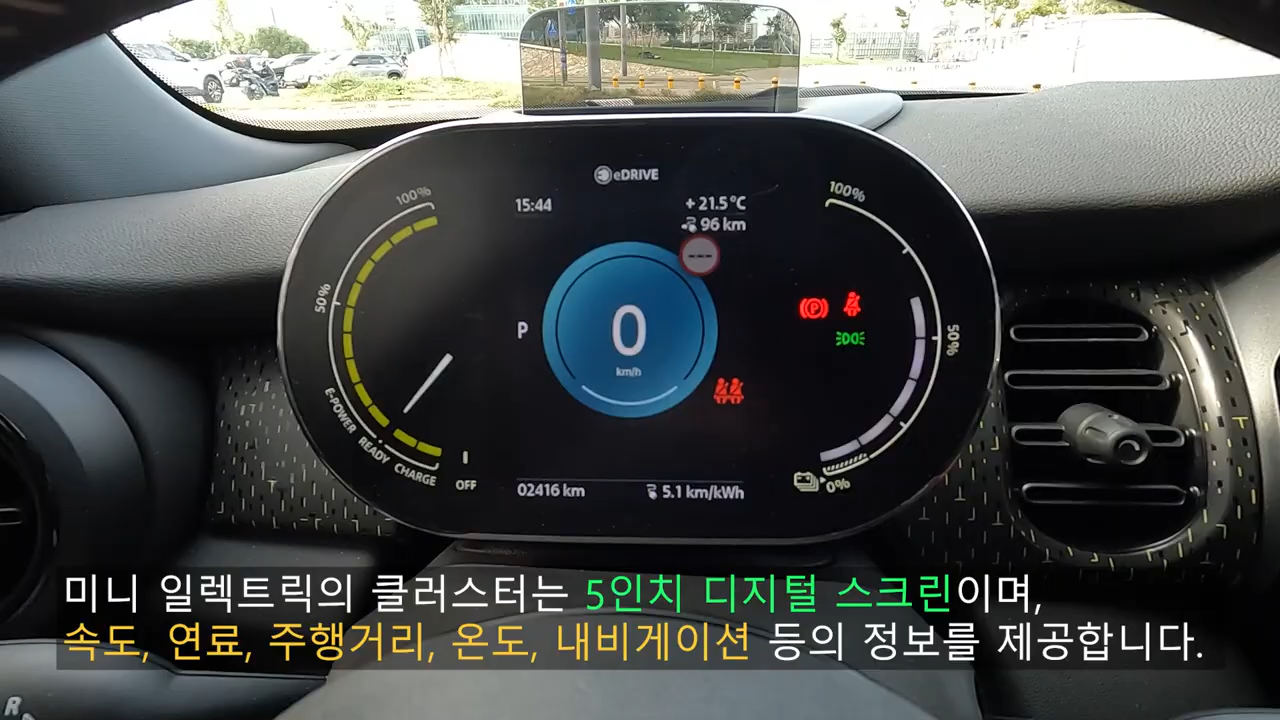 eDRIVE
100%
100%
15:44
+ 21.5 °C
96 km
---
50%
P
0
km/h
50%
E-POWER
READY
CHARGE
OFF
0%
02416 km
5.1 km/kWh
미니 일렉트릭의 클러스터는 5인치 디지털 스크린이며,
속도, 연료, 주행거리, 온도, 내비게이션 등의 정보를 제공합니다.
R